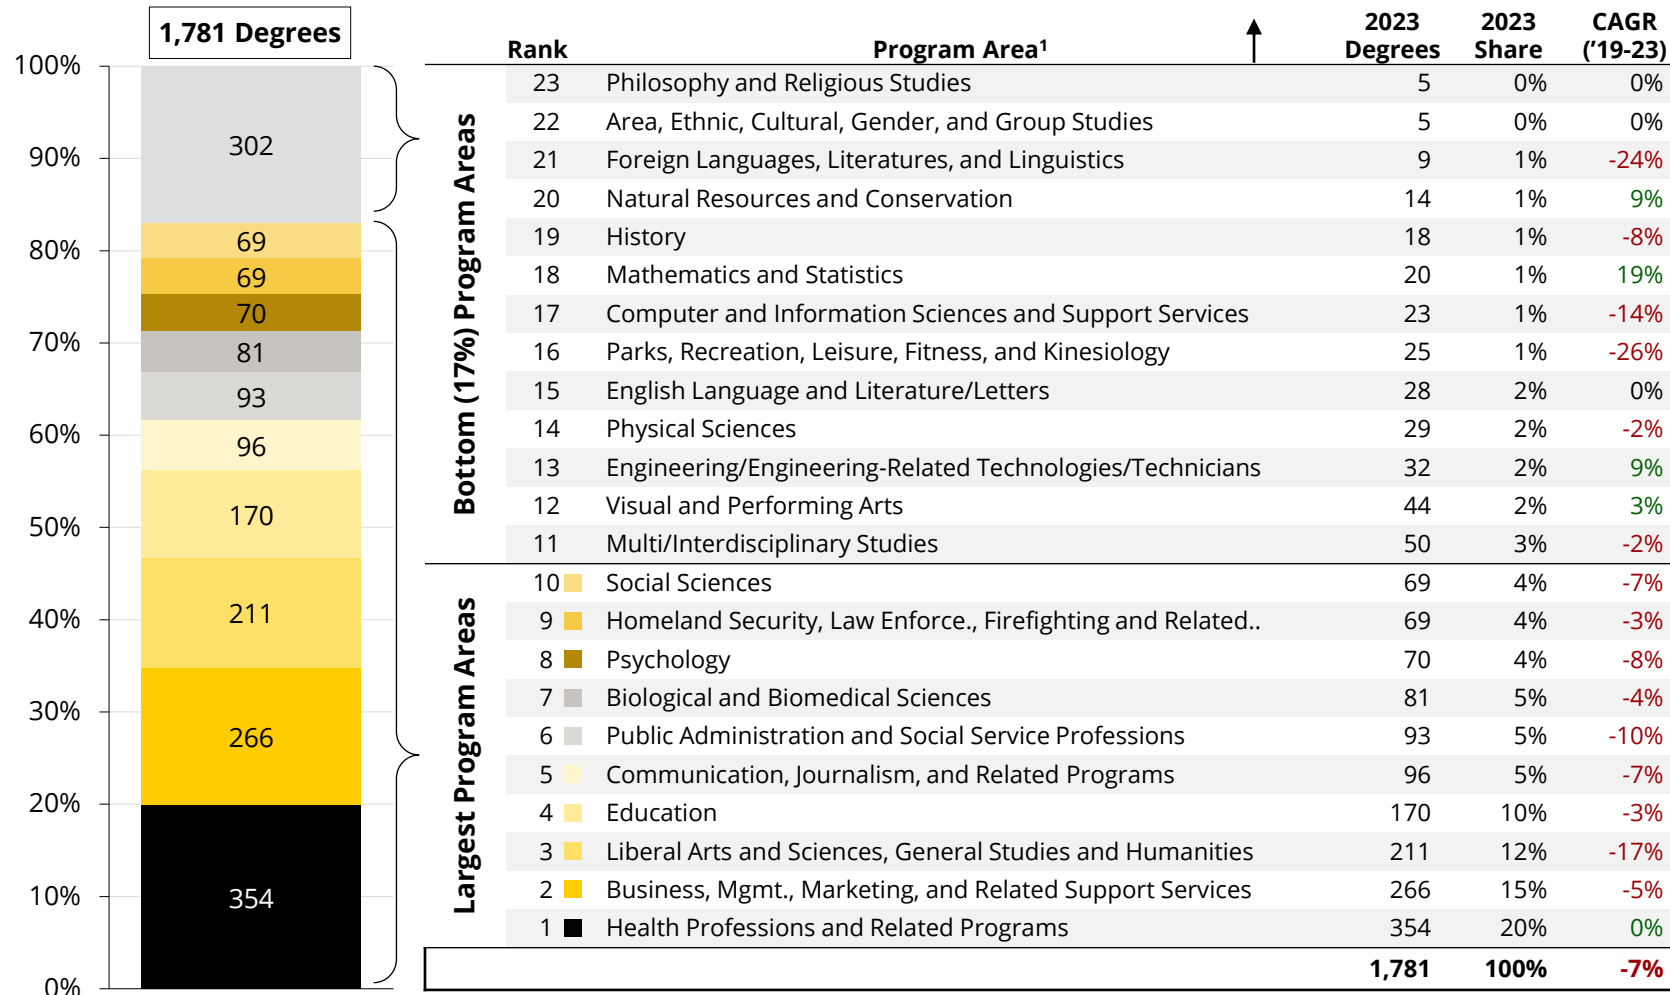 1,781 Degrees
100%
90%
80%
70%
60%
50%
40%
30%
20%
10%
0%
302
69
69
70
81
93
96
170
211
266
354
Rank Program Area¹ 2023 Degrees 2023 Share CAGR ('19-23)
Bottom (17%) Program Areas
23 Philosophy and Religious Studies 5 0% 0%
22 Area, Ethnic, Cultural, Gender, and Group Studies 5 0% 0%
21 Foreign Languages, Literatures, and Linguistics 9 1% -24%
20 Natural Resources and Conservation 14 1% 9%
19 History 18 1% -8%
18 Mathematics and Statistics 20 1% 19%
17 Computer and Information Sciences and Support Services 23 1% -14%
16 Parks, Recreation, Leisure, Fitness, and Kinesiology 25 1% -26%
15 English Language and Literature/Letters 28 2% 0%
14 Physical Sciences 29 2% -2%
13 Engineering/Engineering-Related Technologies/Technicians 32 2% 9%
12 Visual and Performing Arts 44 2% 3%
11 Multi/Interdisciplinary Studies 50 3% -2%
Largest Program Areas
10 Social Sciences 69 4% -7%
9 Homeland Security, Law Enforce., Firefighting and Related.. 69 4% -3%
8 Psychology 70 4% -8%
7 Biological and Biomedical Sciences 81 5% -4%
6 Public Administration and Social Service Professions 93 5% -10%
5 Communication, Journalism, and Related Programs 96 5% -7%
4 Education 170 10% -3%
3 Liberal Arts and Sciences, General Studies and Humanities 211 12% -17%
2 Business, Mgmt., Marketing, and Related Support Services 266 15% -5%
1 Health Professions and Related Programs 354 20% 0%
1,781 100% -7%